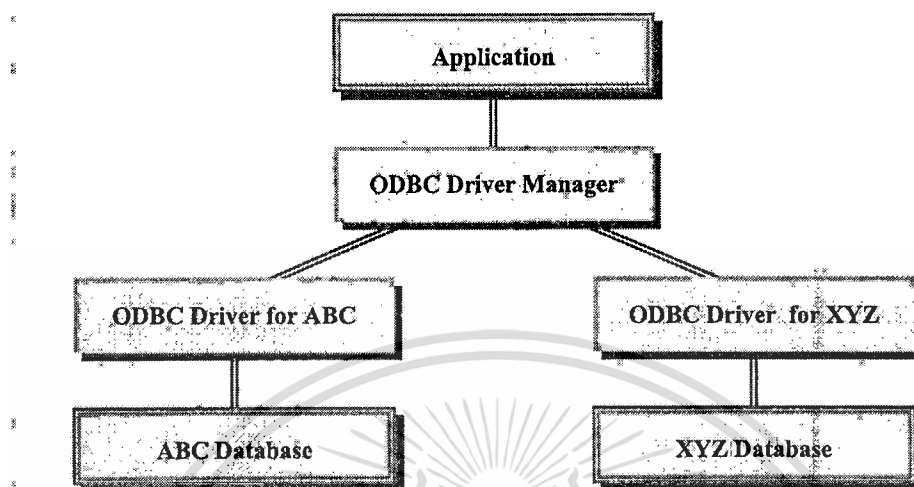 Application
ODBC Driver Manager
ODBC Driver for ABC
ODBC Driver for XYZ
ABC Database
XYZ Database